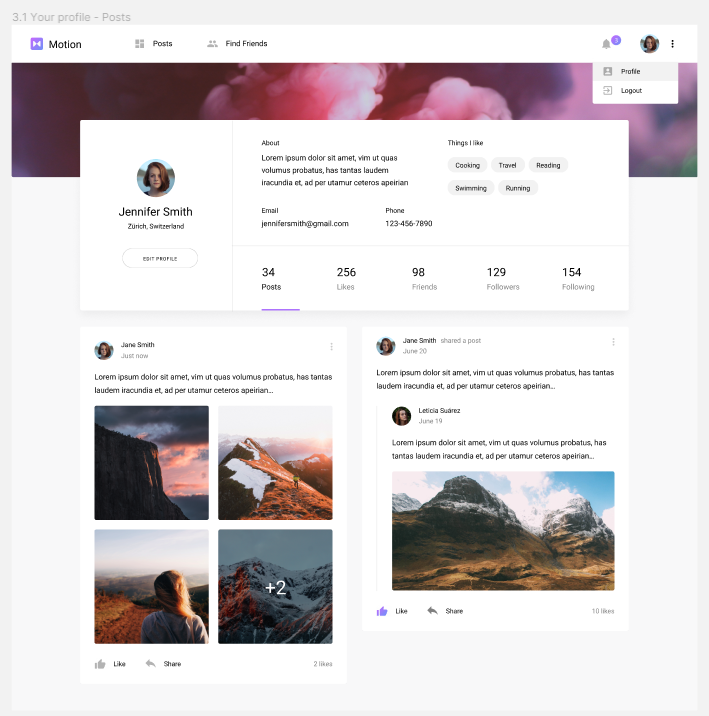 3.1 Your profile - Posts
Motion
Posts
Find Friends
3
Profile
Logout
Jennifer Smith
Zürich, Switzerland
EDIT PROFILE
About
Lorem ipsum dolor sit amet, vim ut quas
volumus probatus, has tantas laudem
iracundia et, ad per utamur ceteros apeirian
Things I like
Cooking
Travel
Reading
Swimming
Running
Email
jennifersmith@gmail.com
Phone
123-456-7890
34
Posts
256
Likes
98
Friends
129
Followers
154
Following
Jane Smith
Just now
Lorem ipsum dolor sit amet, vim ut quas volumus probatus, has tantas
laudem iracundia et, ad per utamur ceteros apeirian...
+2
Like
Share
2 likes
Jane Smith shared a post
June 20
Lorem ipsum dolor sit amet, vim ut quas volumus probatus, has tantas
laudem iracundia et, ad per utamur ceteros apeirian...
Leticia Suárez
June 19
Lorem ipsum dolor sit amet, vim ut quas volumus probatus, has
tantas laudem iracundia et, ad per utamur ceteros apeirian...
Like
Share
10 likes